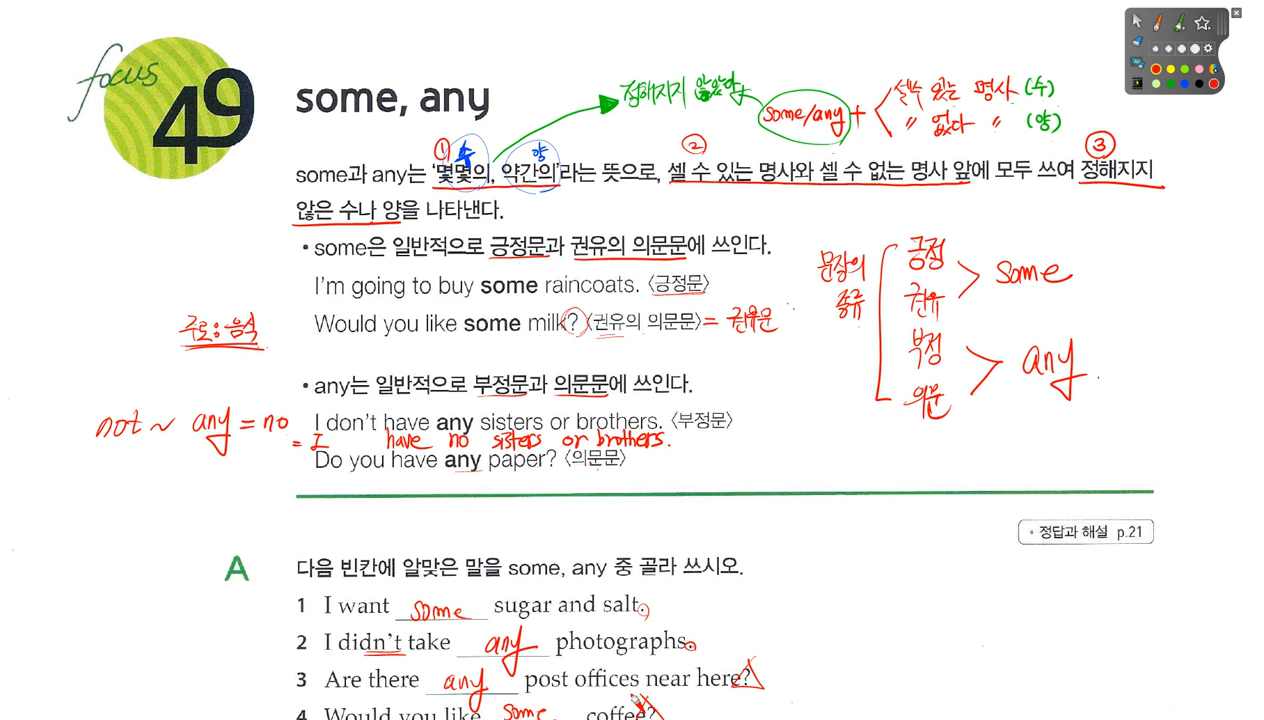 focus
49
some, any
정해지지 않았다
some/any +
셀수 있는 명사 (수)
〃 없다 〃 (양)
① 수 양 ② ③
some과 any는 '몇몇의, 약간의'라는 뜻으로, 셀 수 있는 명사와 셀 수 없는 명사 앞에 모두 쓰여 정해지지
않은 수나 양을 나타낸다.
• some은 일반적으로 긍정문과 권유의 의문문에 쓰인다.
I'm going to buy some raincoats. 〈긍정문〉
Would you like some milk? 〈권유의 의문문〉 = 권유문
주로: 음식
문장의
종류
긍정
권유
some
부정
의문
any
• any는 일반적으로 부정문과 의문문에 쓰인다.
I don't have any sisters or brothers. 〈부정문〉
not ~ any = no
= I have no sisters or brothers.
Do you have any paper? 〈의문문〉
• 정답과 해설 p.21
A 다음 빈칸에 알맞은 말을 some, any 중 골라 쓰시오.
1 I want some sugar and salt.
2 I didn't take any photographs.
3 Are there any post offices near here?
4 Would you like some coffee?